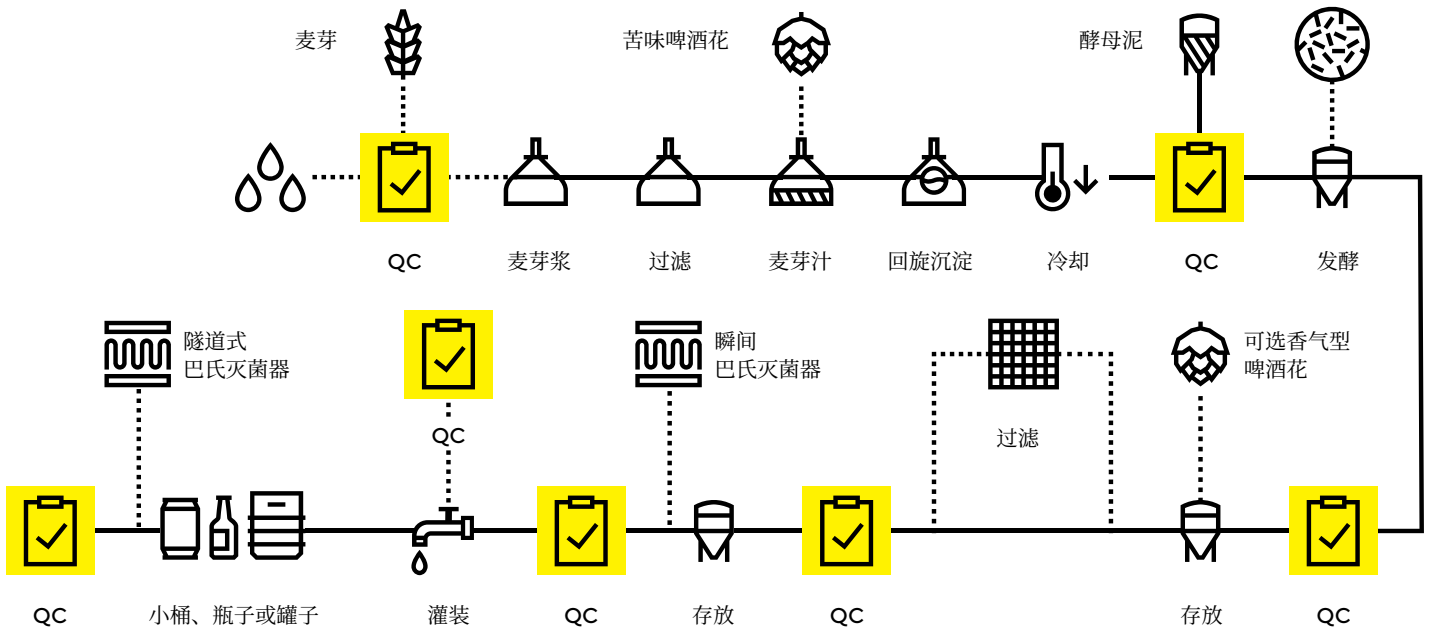 麦芽
苦味啤酒花
酵母泥
QC
麦芽浆
过滤
麦芽汁
回旋沉淀
冷却
QC
发酵
隧道式
巴氏灭菌器
QC
瞬间
巴氏灭菌器
过滤
可选香气型
啤酒花
QC
小桶、瓶子或罐子
灌装
QC
存放
QC
存放
QC